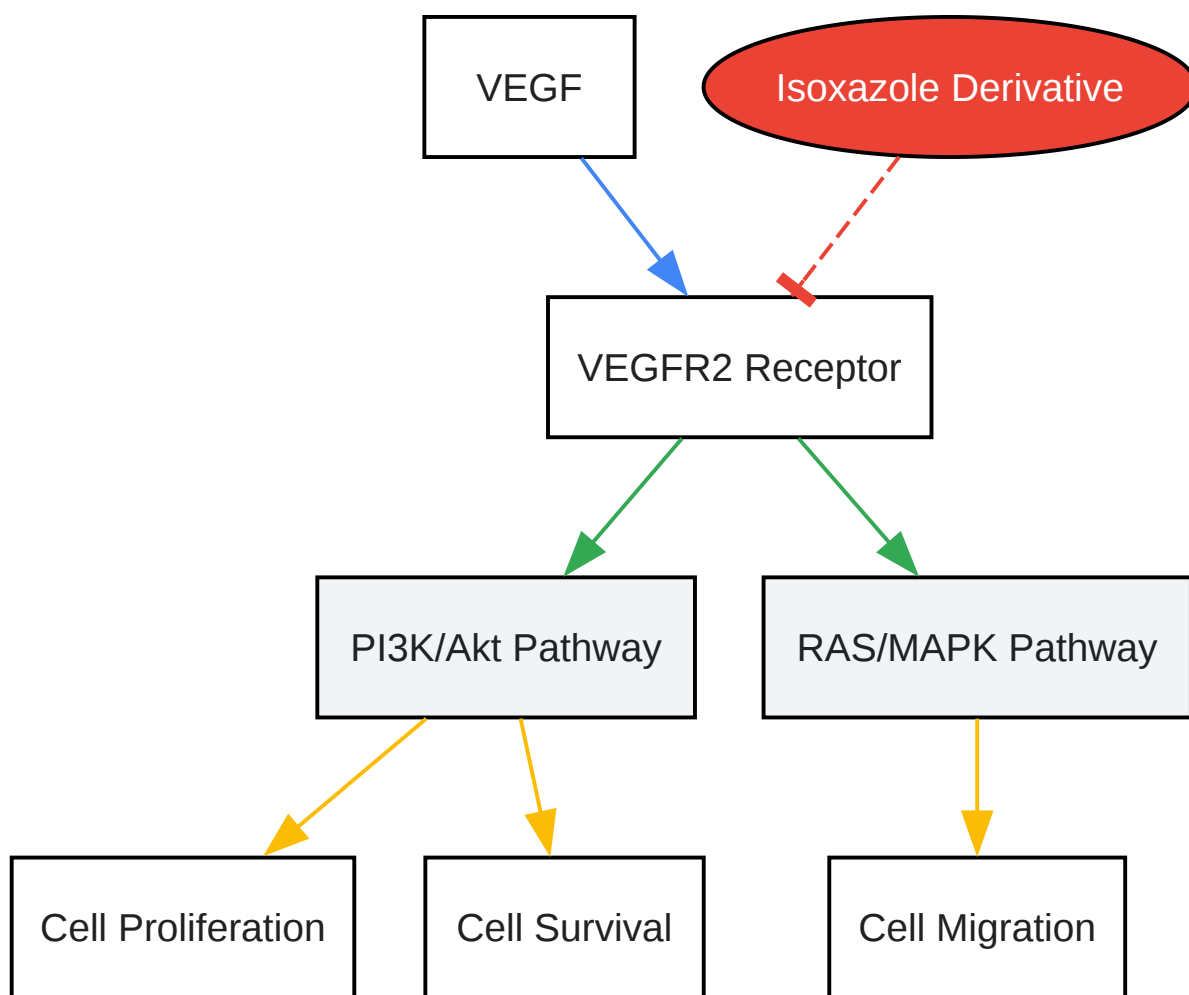 VEGF
Isoxazole Derivative
VEGFR2 Receptor
PI3K/Akt Pathway
RAS/MAPK Pathway
Cell Proliferation
Cell Survival
Cell Migration